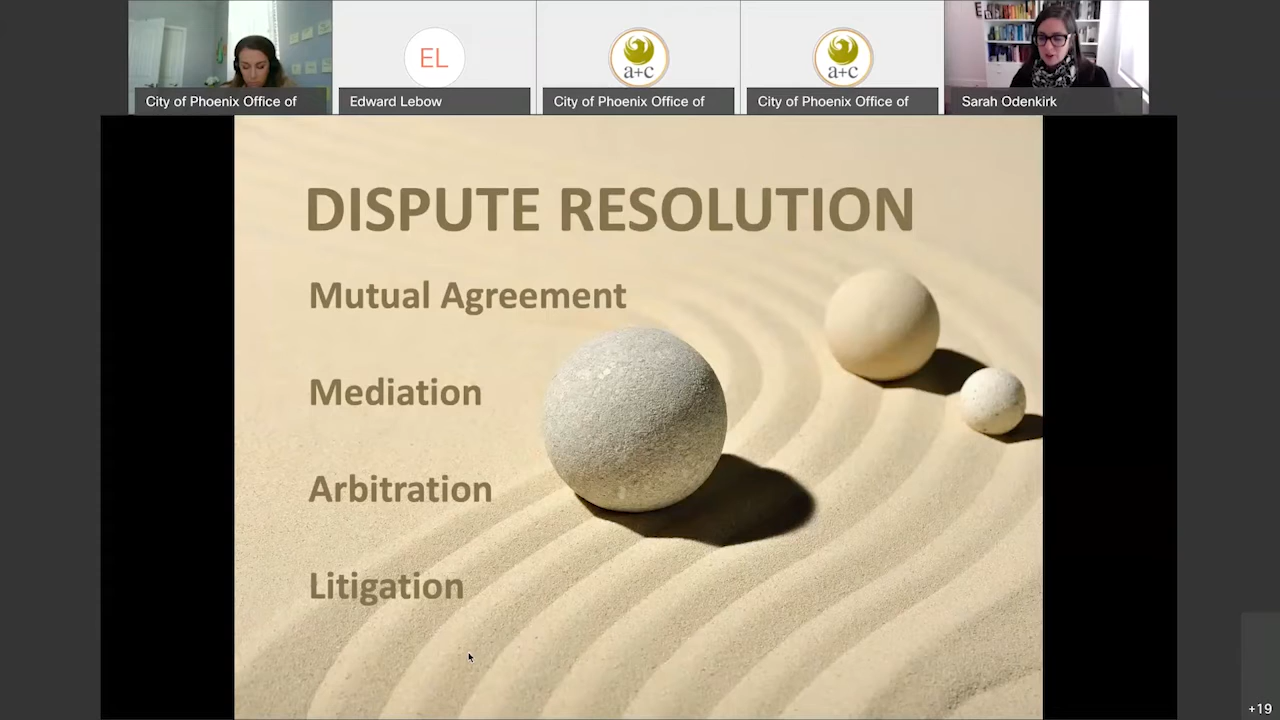 EL
a+c
a+c
City of Phoenix Office of
Edward Lebow
City of Phoenix Office of
City of Phoenix Office of
Sarah Odenkirk
DISPUTE RESOLUTION
Mutual Agreement
Mediation
Arbitration
Litigation
+19